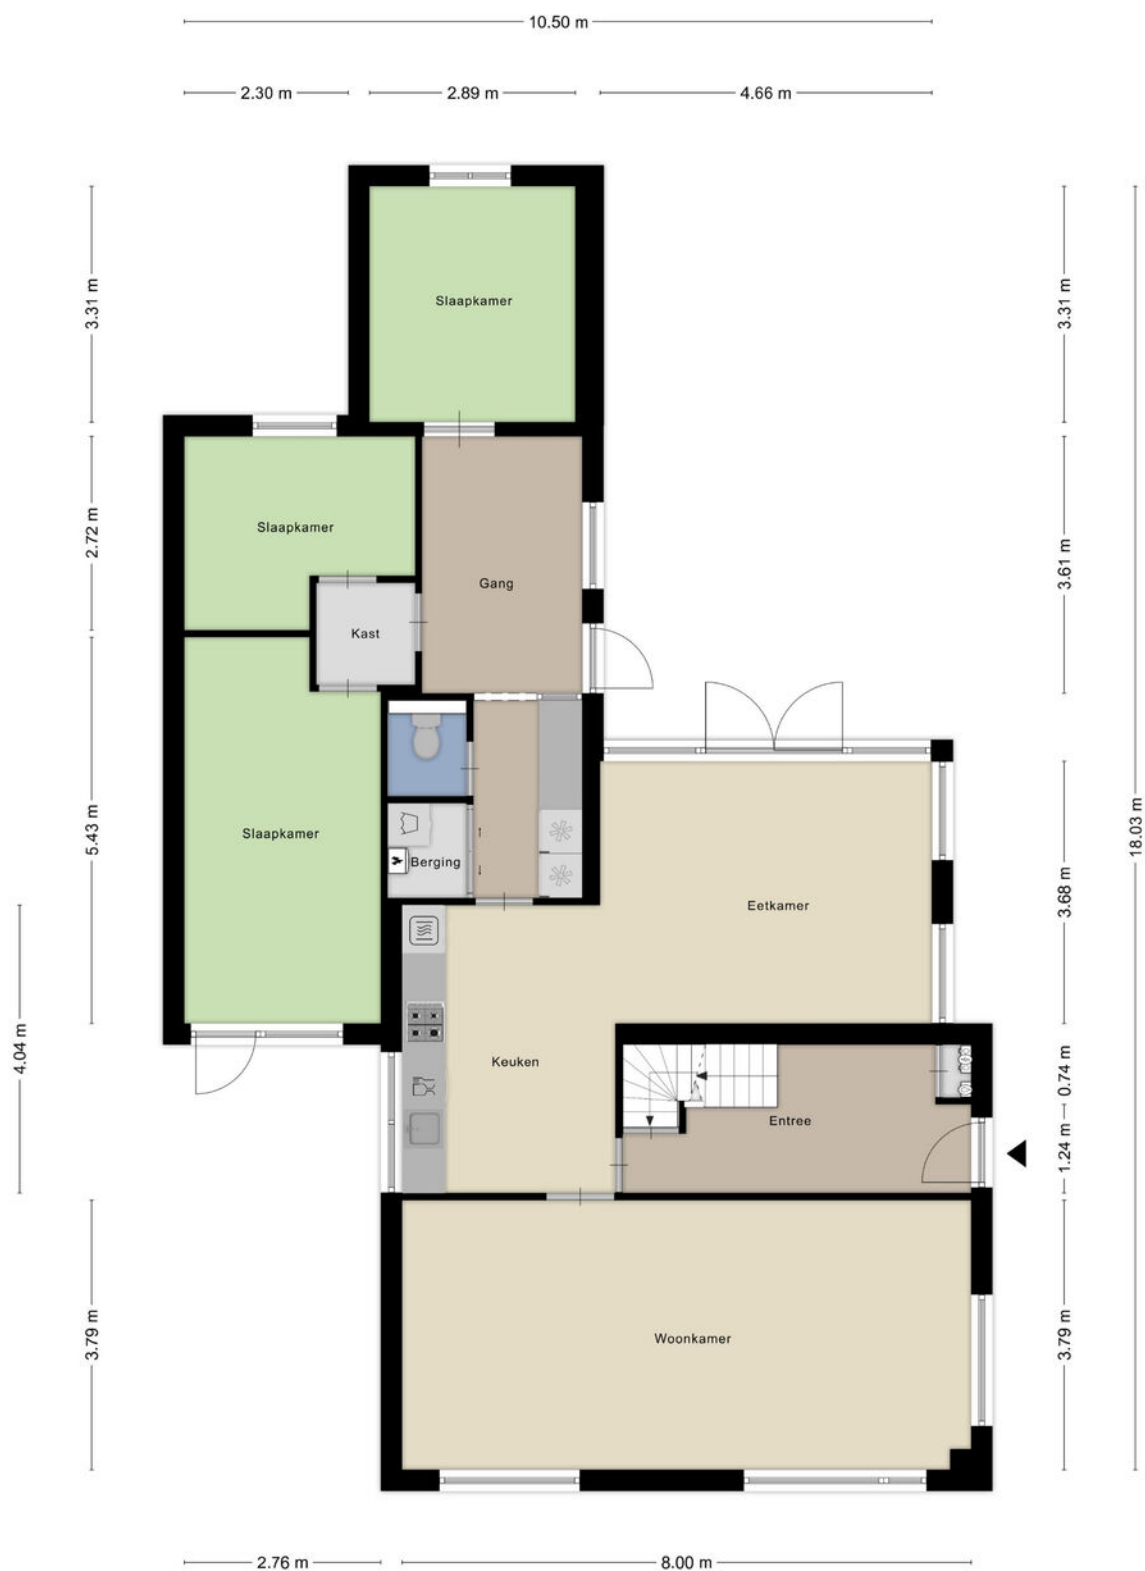 10.50 m
2.30 m
2.89 m
4.66 m
3.31 m
3.31 m
Slaapkamer
2.72 m
Slaapkamer
3.61 m
Gang
Kast
18.03 m
5.43 m
Slaapkamer
Berging
3.68 m
Eetkamer
4.04 m
Keuken
0.74 m
Entree
1.24 m
3.79 m
Woonkamer
3.79 m
2.76 m
8.00 m